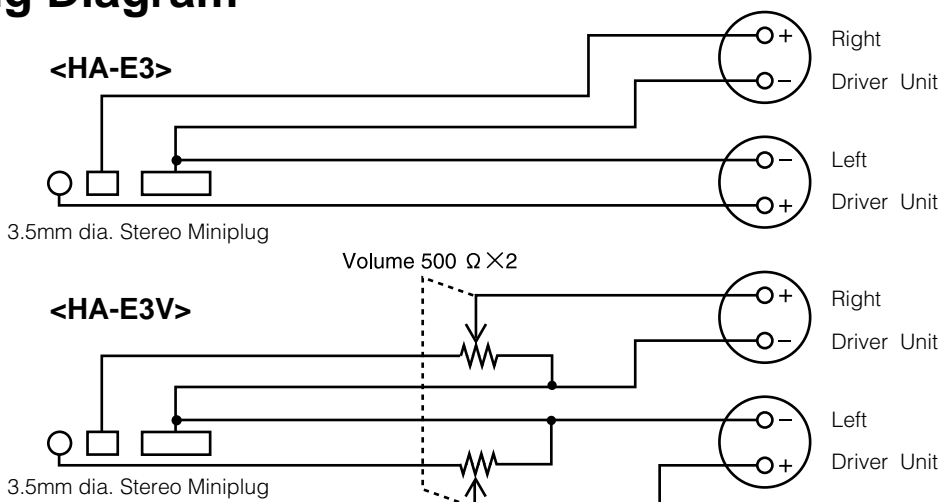 Diagram
<HA-E3>
+ Right
− Driver Unit
− Left
+ Driver Unit
3.5mm dia. Stereo Miniplug
Volume 500 Ω×2
<HA-E3V>
+ Right
− Driver Unit
− Left
+ Driver Unit
3.5mm dia. Stereo Miniplug